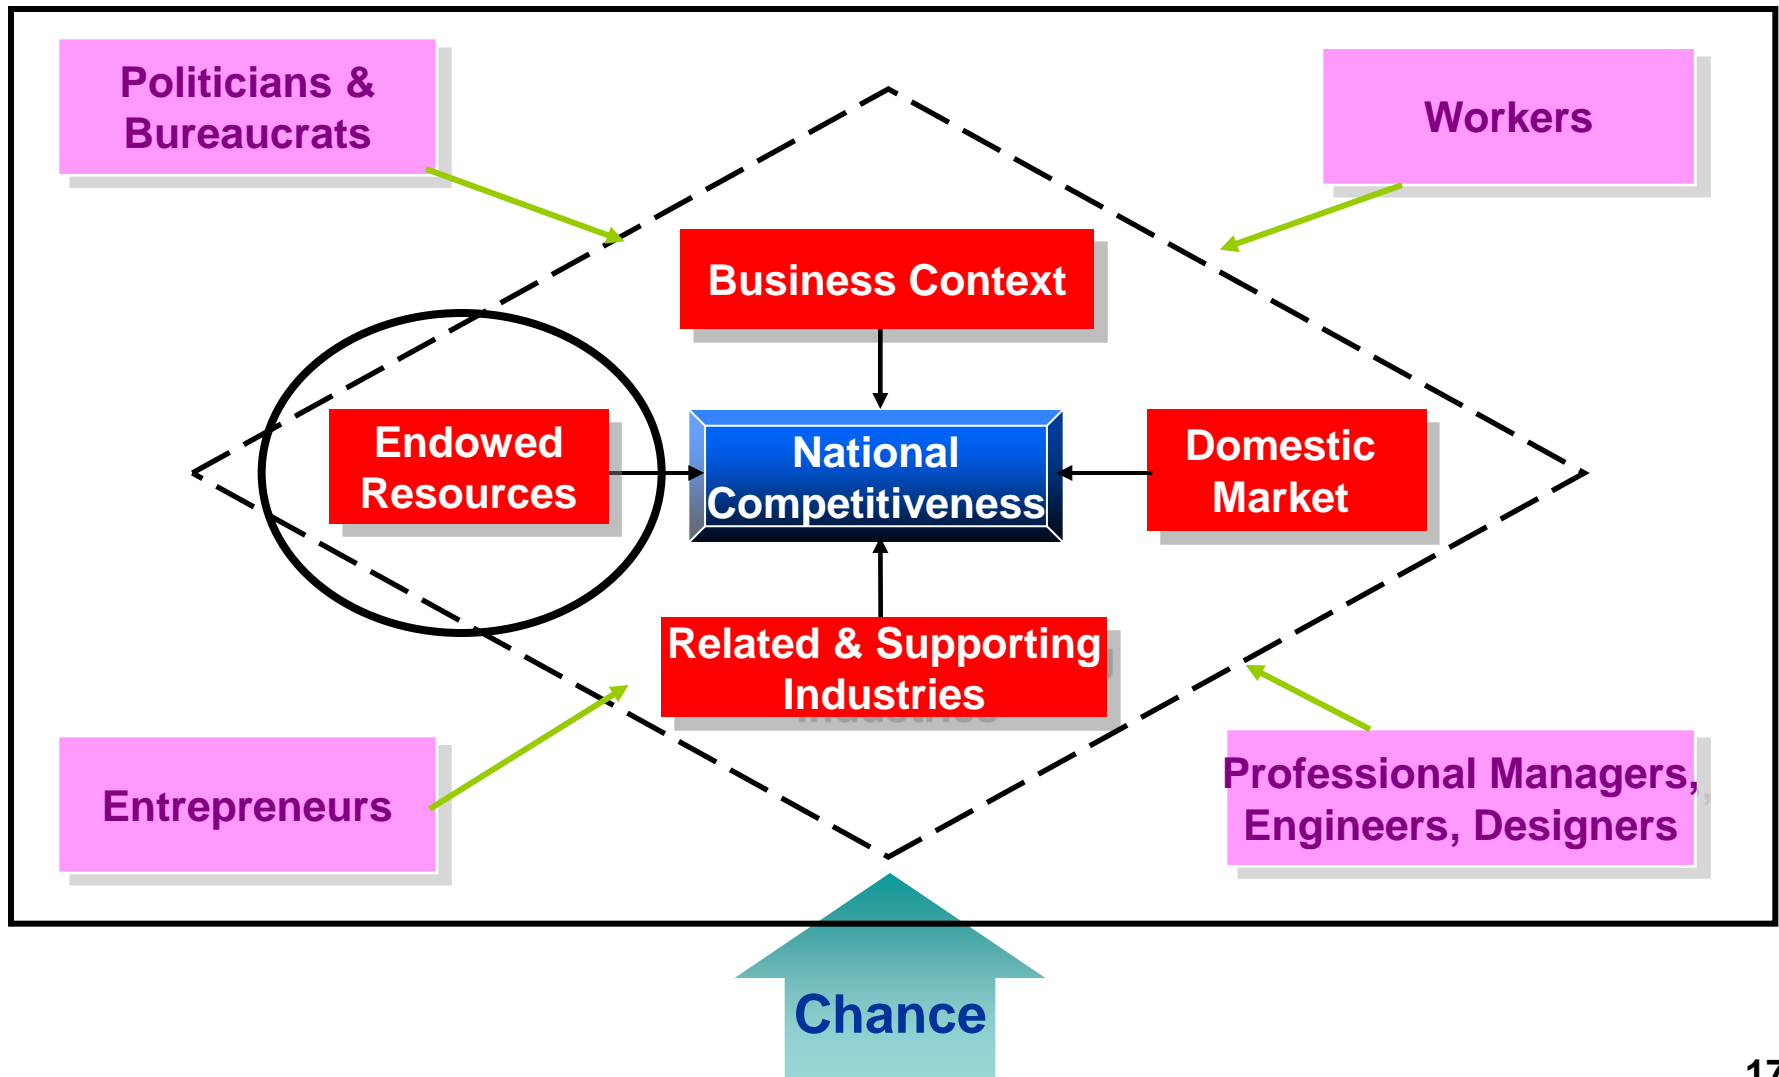 Politicians &
Bureaucrats
Workers
Business Context
Endowed
Resources
National
Competitiveness
Domestic
Market
Related & Supporting
Industries
Entrepreneurs
Professional Managers,
Engineers, Designers
Chance
17